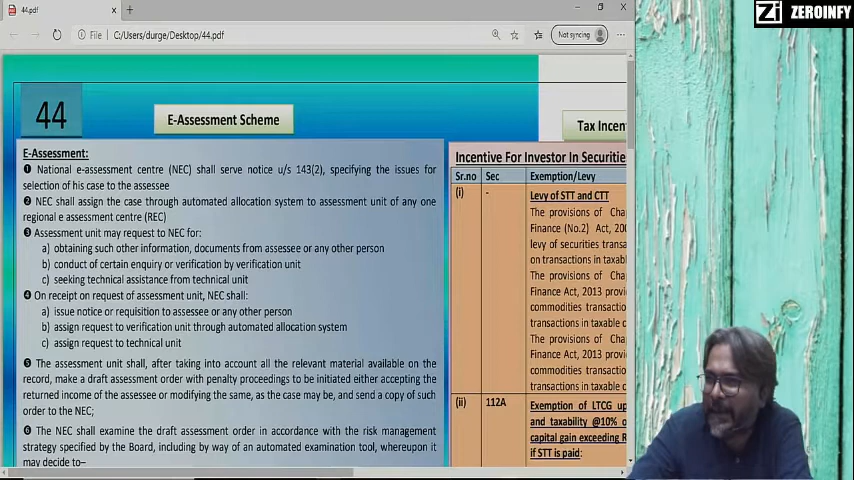 44.pdf
ZEROINFY
File
C:/Users/durge/Desktop/44.pdf
Not syncing
44
E-Assessment Scheme
E-Assessment:
❶ National e-assessment centre (NEC) shall serve notice u/s 143(2), specifying the issues for
selection of his case to the assessee
❷ NEC shall assign the case through automated allocation system to assessment unit of any one
regional e assessment centre (REC)
❸ Assessment unit may request to NEC for:
a) obtaining such other information, documents from assessee or any other person
b) conduct of certain enquiry or verification by verification unit
c) seeking technical assistance from technical unit
❹ On receipt on request of assessment unit, NEC shall:
a) issue notice or requisition to assessee or any other person
b) assign request to verification unit through automated allocation system
c) assign request to technical unit
❺ The assessment unit shall, after taking into account all the relevant material available on the
record, make a draft assessment order with penalty proceedings to be initiated either accepting the
returned income of the assessee or modifying the same, as the case may be, and send a copy of such
order to the NEC;
❻ The NEC shall examine the draft assessment order in accordance with the risk management
strategy specified by the Board, including by way of an automated examination tool, whereupon it
may decide to–
Tax Incent
Incentive For Investor In Securities
Sr.no Sec Exemption/Levy
(i) - Levy of STT and CTT
The provisions of Cha
Finance (No.2) Act, 200
levy of securities transa
on transactions in taxabl
The provisions of Cha
Finance Act, 2013 provi
commodities transa
transactions in taxable c
The provisions of Cha
Finance Act, 2013 provi
commodities transa
transactions in taxable c
(ii) 112A Exemption of LTCG up
and taxability @10% o
capital gain exceeding R
if STT is paid: